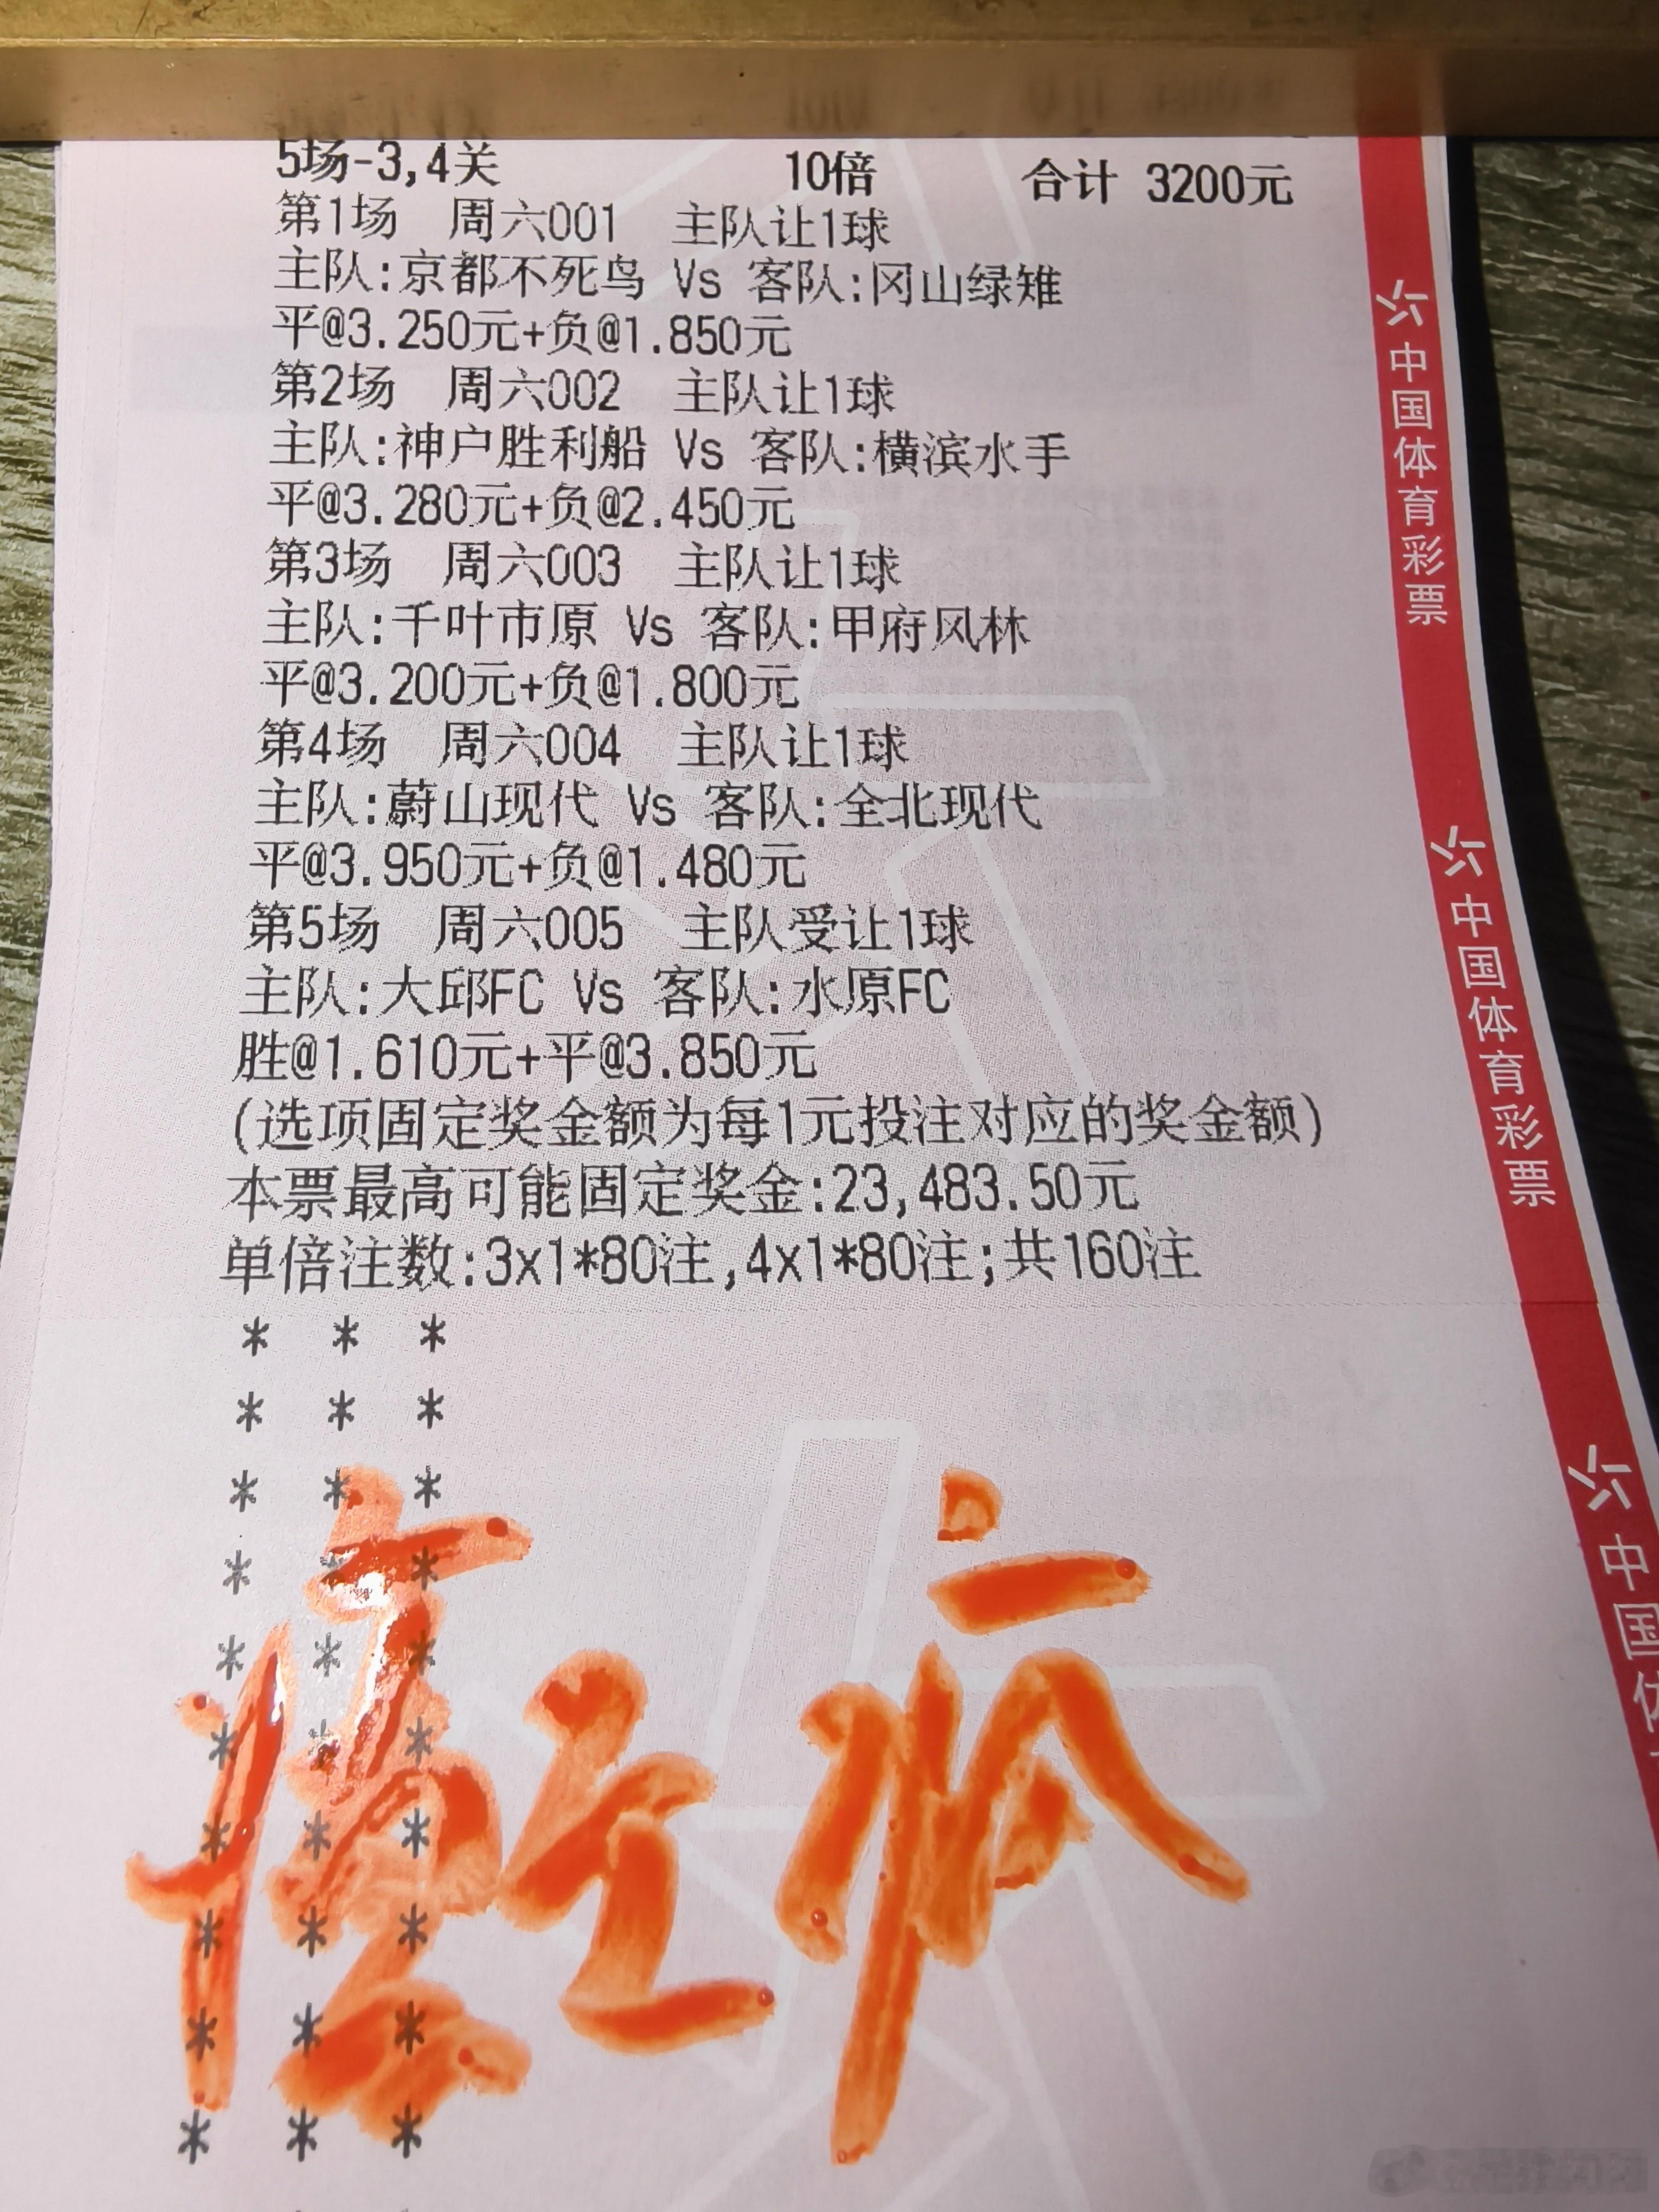 5场-3,4关 10倍 合计 3200元
第1场 周六001 主队让1球
主队:京都不死鸟 Vs 客队:冈山绿雉
平@3.250元+负@1.850元
第2场 周六002 主队让1球
主队:神户胜利船 Vs 客队:横滨水手
平@3.280元+负@2.450元
第3场 周六003 主队让1球
主队:千叶市原 Vs 客队:甲府风林
平@3.200元+负@1.800元
第4场 周六004 主队让1球
主队:蔚山现代 Vs 客队:全北现代
平@3.950元+负@1.480元
第5场 周六005 主队受让1球
主队:大邱FC Vs 客队:水原FC
胜@1.610元+平@3.850元
(选项固定奖金额为每1元投注对应的奖金额)
本票最高可能固定奖金:23,483.50元
单倍注数:3x1*80注,4x1*80注;共160注
* * *
* * *
* * *
* * *
* * *
* * *
* * *
* * *
* * *
* * *
中国体育彩票
中国体育彩票
中国体